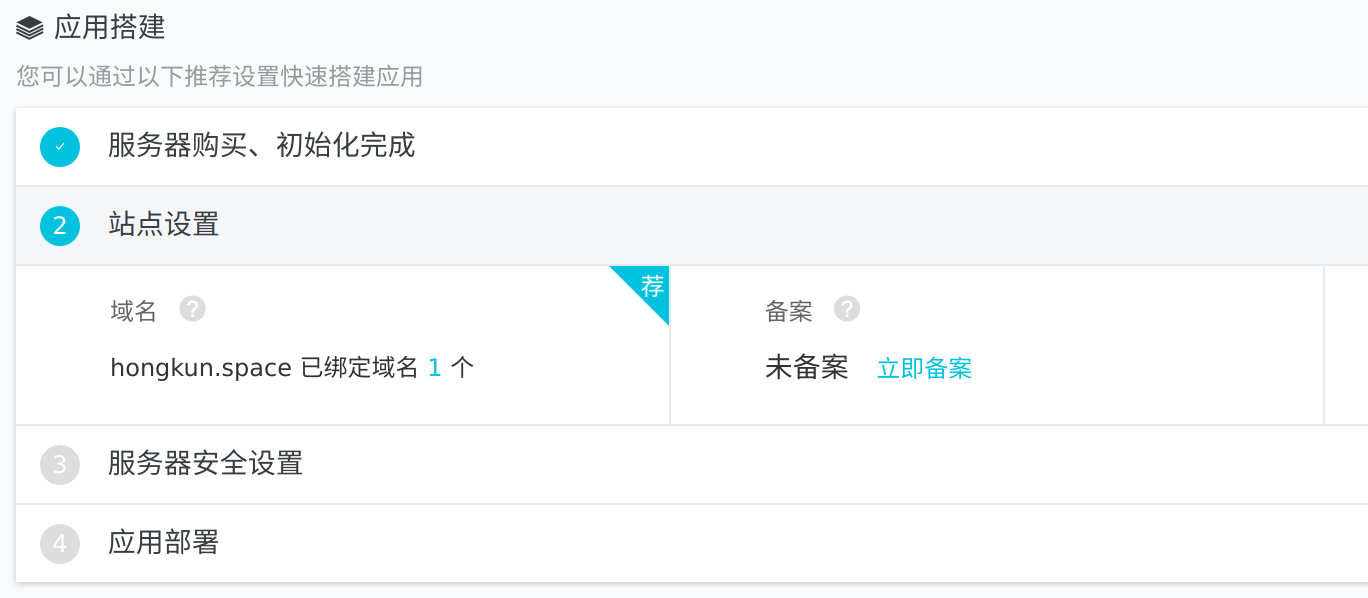 应用搭建
您可以通过以下推荐设置快速搭建应用
服务器购买、初始化完成
2 站点设置
荐
域名 ?
hongkun.space 已绑定域名 1 个
备案 ?
未备案 立即备案
3 服务器安全设置
4 应用部署